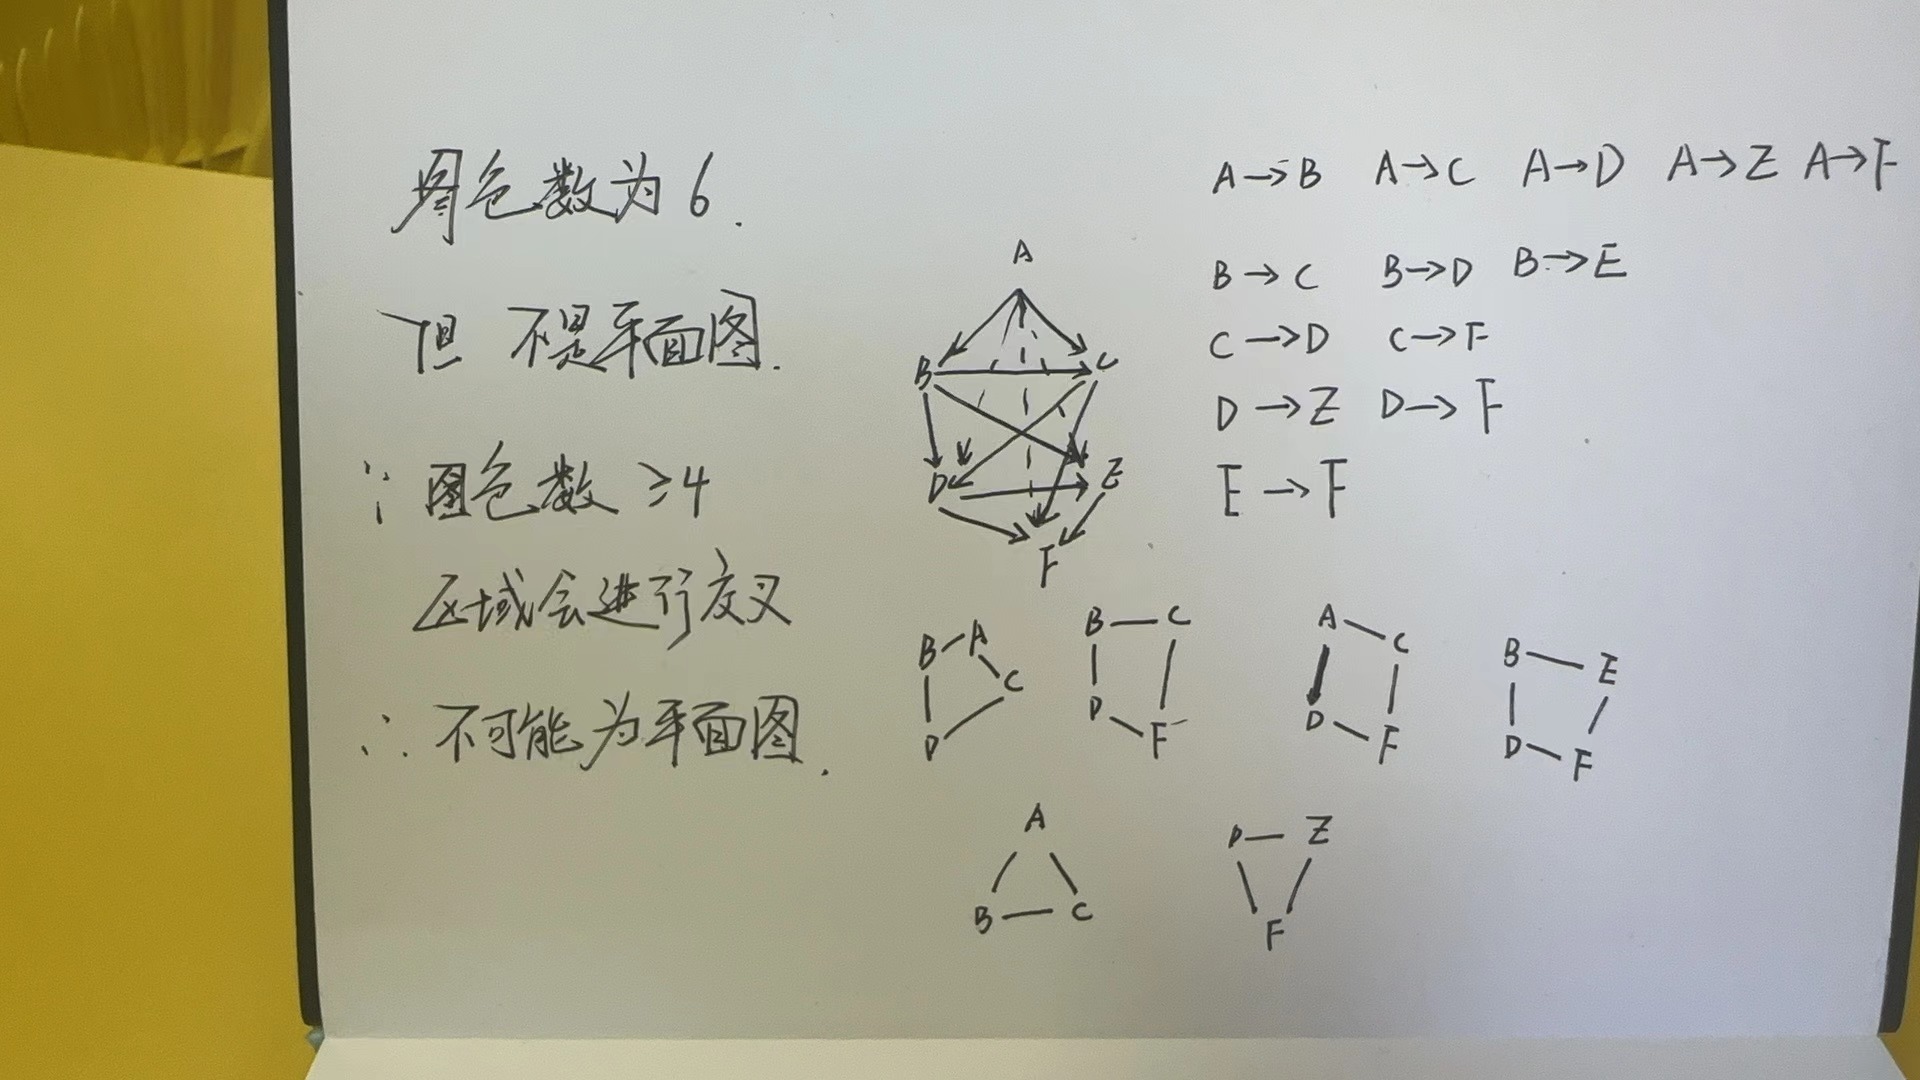 图色数为6.
但 不是平面图.
∵ 图色数 ≥4
区域会进行交叉
∴ 不可能为平面图.
A→B A→C A→D A→E A→F
B→C B→D B→E
C→D C→F
D→E D→F
E→F
A
B C
D E
F
B A
C
D
B C
D F
A C
D F
B E
D F
A
B C
D E
F